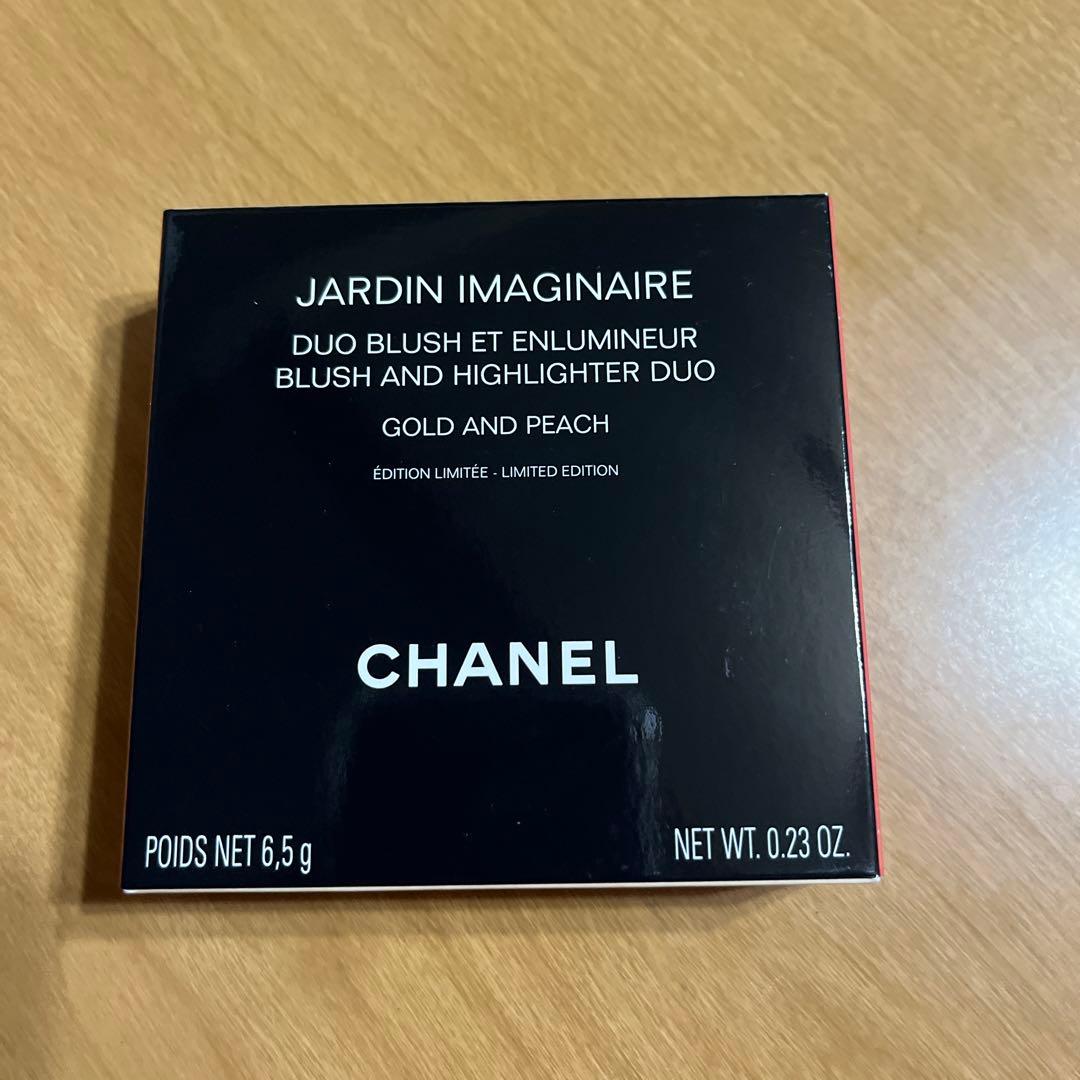 JARDIN IMAGINAIRE
DUO BLUSH ET ENLUMINEUR
BLUSH AND HIGHLIGHTER DUO
GOLD AND PEACH
ÉDITION LIMITÉE - LIMITED EDITION
CHANEL
POIDS NET 6,5 g
NET WT. 0.23 OZ.